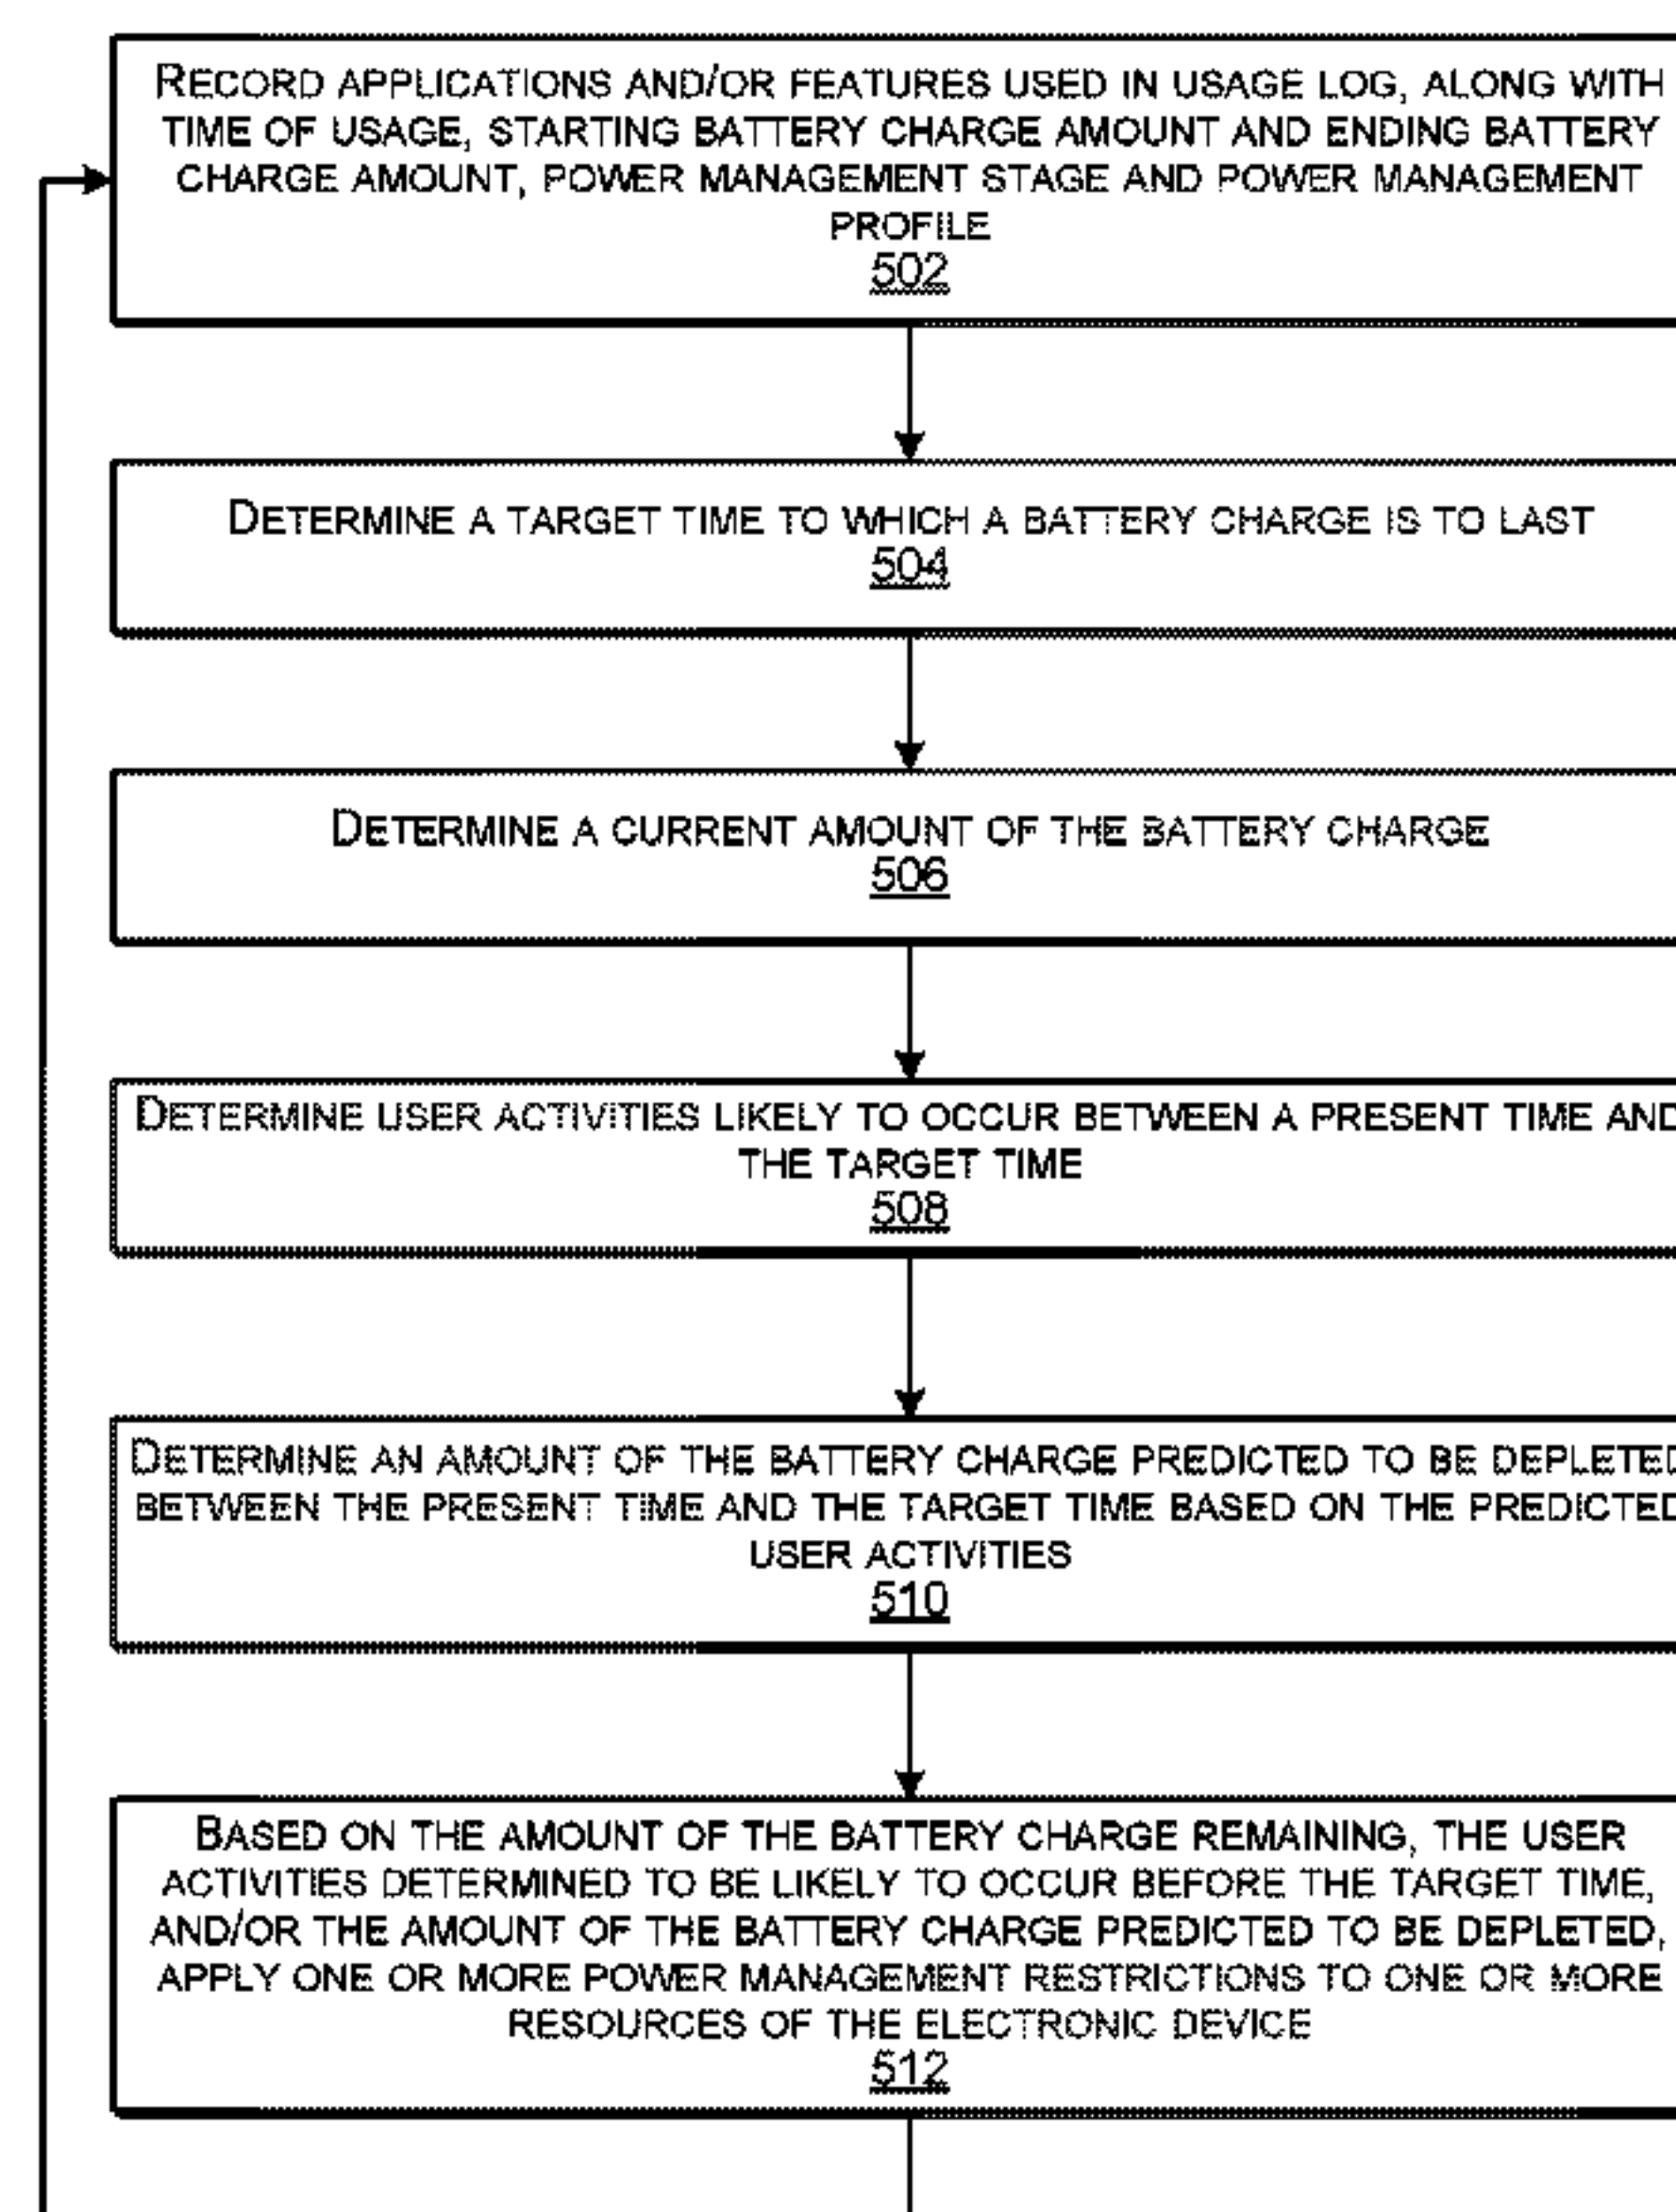 RECORD APPLICATIONS AND/OR FEATURES USED IN USAGE LOG, ALONG WITH
TIME OF USAGE, STARTING BATTERY CHARGE AMOUNT AND ENDING BATTERY
CHARGE AMOUNT, POWER MANAGEMENT STAGE AND POWER MANAGEMENT
PROFILE
502
DETERMINE A TARGET TIME TO WHICH A BATTERY CHARGE IS TO LAST
504
DETERMINE A CURRENT AMOUNT OF THE BATTERY CHARGE
506
DETERMINE USER ACTIVITIES LIKELY TO OCCUR BETWEEN A PRESENT TIME AND
THE TARGET TIME
508
DETERMINE AN AMOUNT OF THE BATTERY CHARGE PREDICTED TO BE DEPLETED
BETWEEN THE PRESENT TIME AND THE TARGET TIME BASED ON THE PREDICTED
USER ACTIVITIES
510
BASED ON THE AMOUNT OF THE BATTERY CHARGE REMAINING, THE USER
ACTIVITIES DETERMINED TO BE LIKELY TO OCCUR BEFORE THE TARGET TIME,
AND/OR THE AMOUNT OF THE BATTERY CHARGE PREDICTED TO BE DEPLETED,
APPLY ONE OR MORE POWER MANAGEMENT RESTRICTIONS TO ONE OR MORE
RESOURCES OF THE ELECTRONIC DEVICE
512